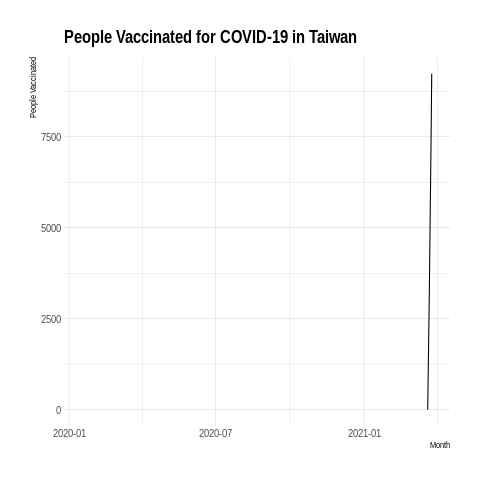 People Vaccinated for COVID-19 in Taiwan
People Vaccinated
7500
5000
2500
0
2020-01 2020-07 2021-01
Month